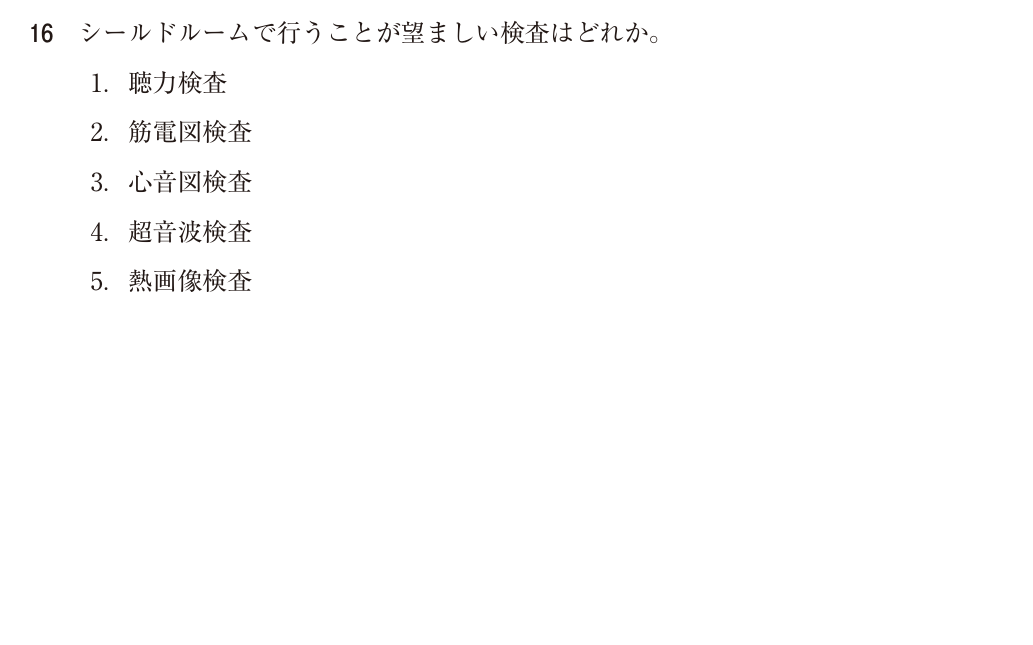 16 シールドルームで行うことが望ましい検査はどれか。
1. 聴力検査
2. 筋電図検査
3. 心音図検査
4. 超音波検査
5. 熱画像検査